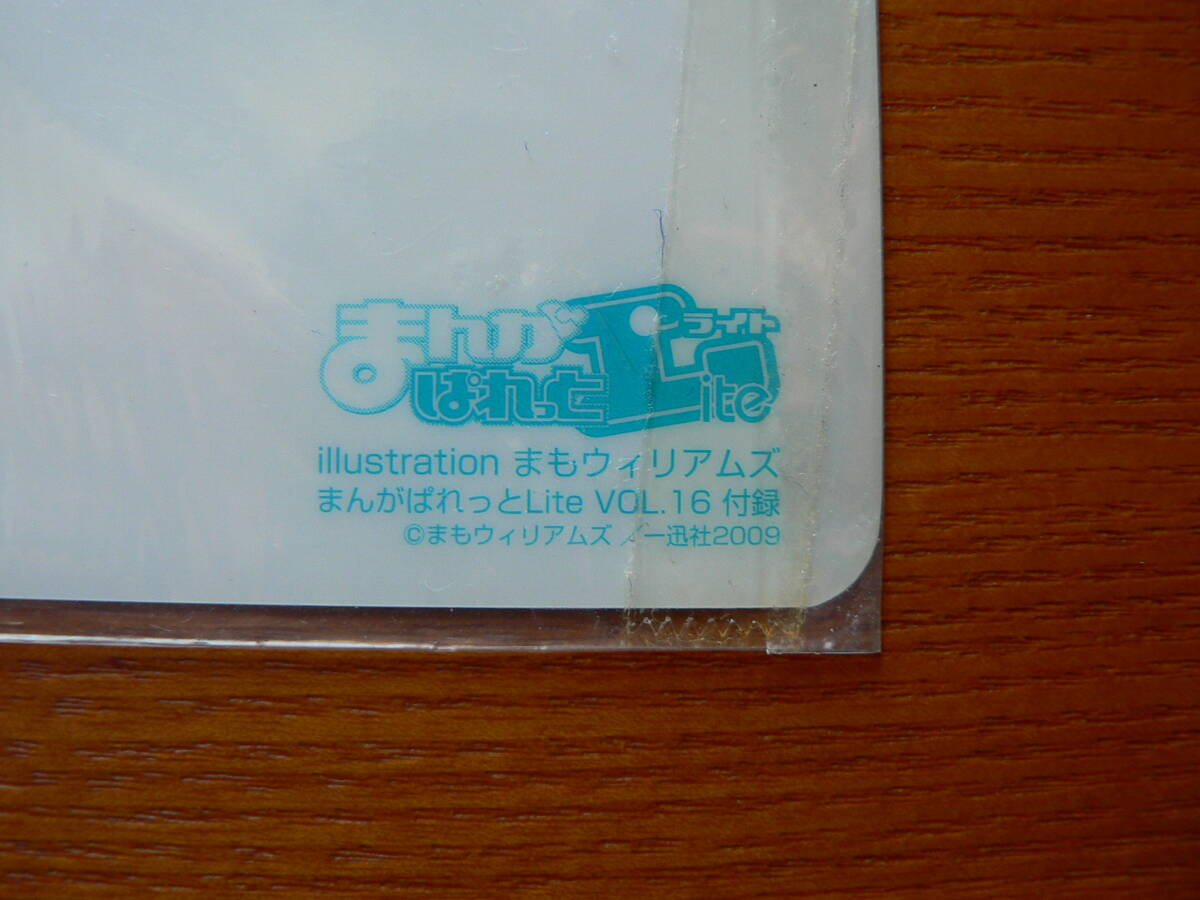 まんが
ぱれっと
Lite
ライト
illustration まもウィリアムズ
まんがぱれっとLite VOL.16 付録
©まもウィリアムズ／一迅社2009